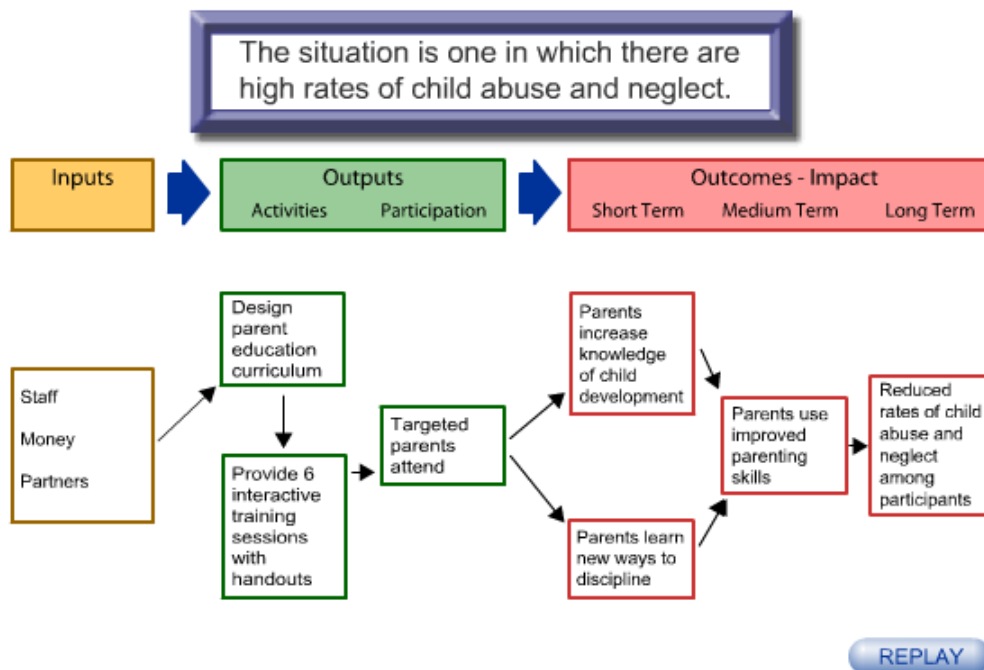 The situation is one in which there are
high rates of child abuse and neglect.
Inputs
Outputs
Activities
Participation
Outcomes - Impact
Short Term
Medium Term
Long Term
Staff
Money
Partners
Design
parent
education
curriculum
Provide 6
interactive
training
sessions
with
handouts
Targeted
parents
attend
Parents
increase
knowledge
of child
development
Parents learn
new ways to
discipline
Parents use
improved
parenting
skills
Reduced
rates of child
abuse and
neglect
among
participants
REPLAY